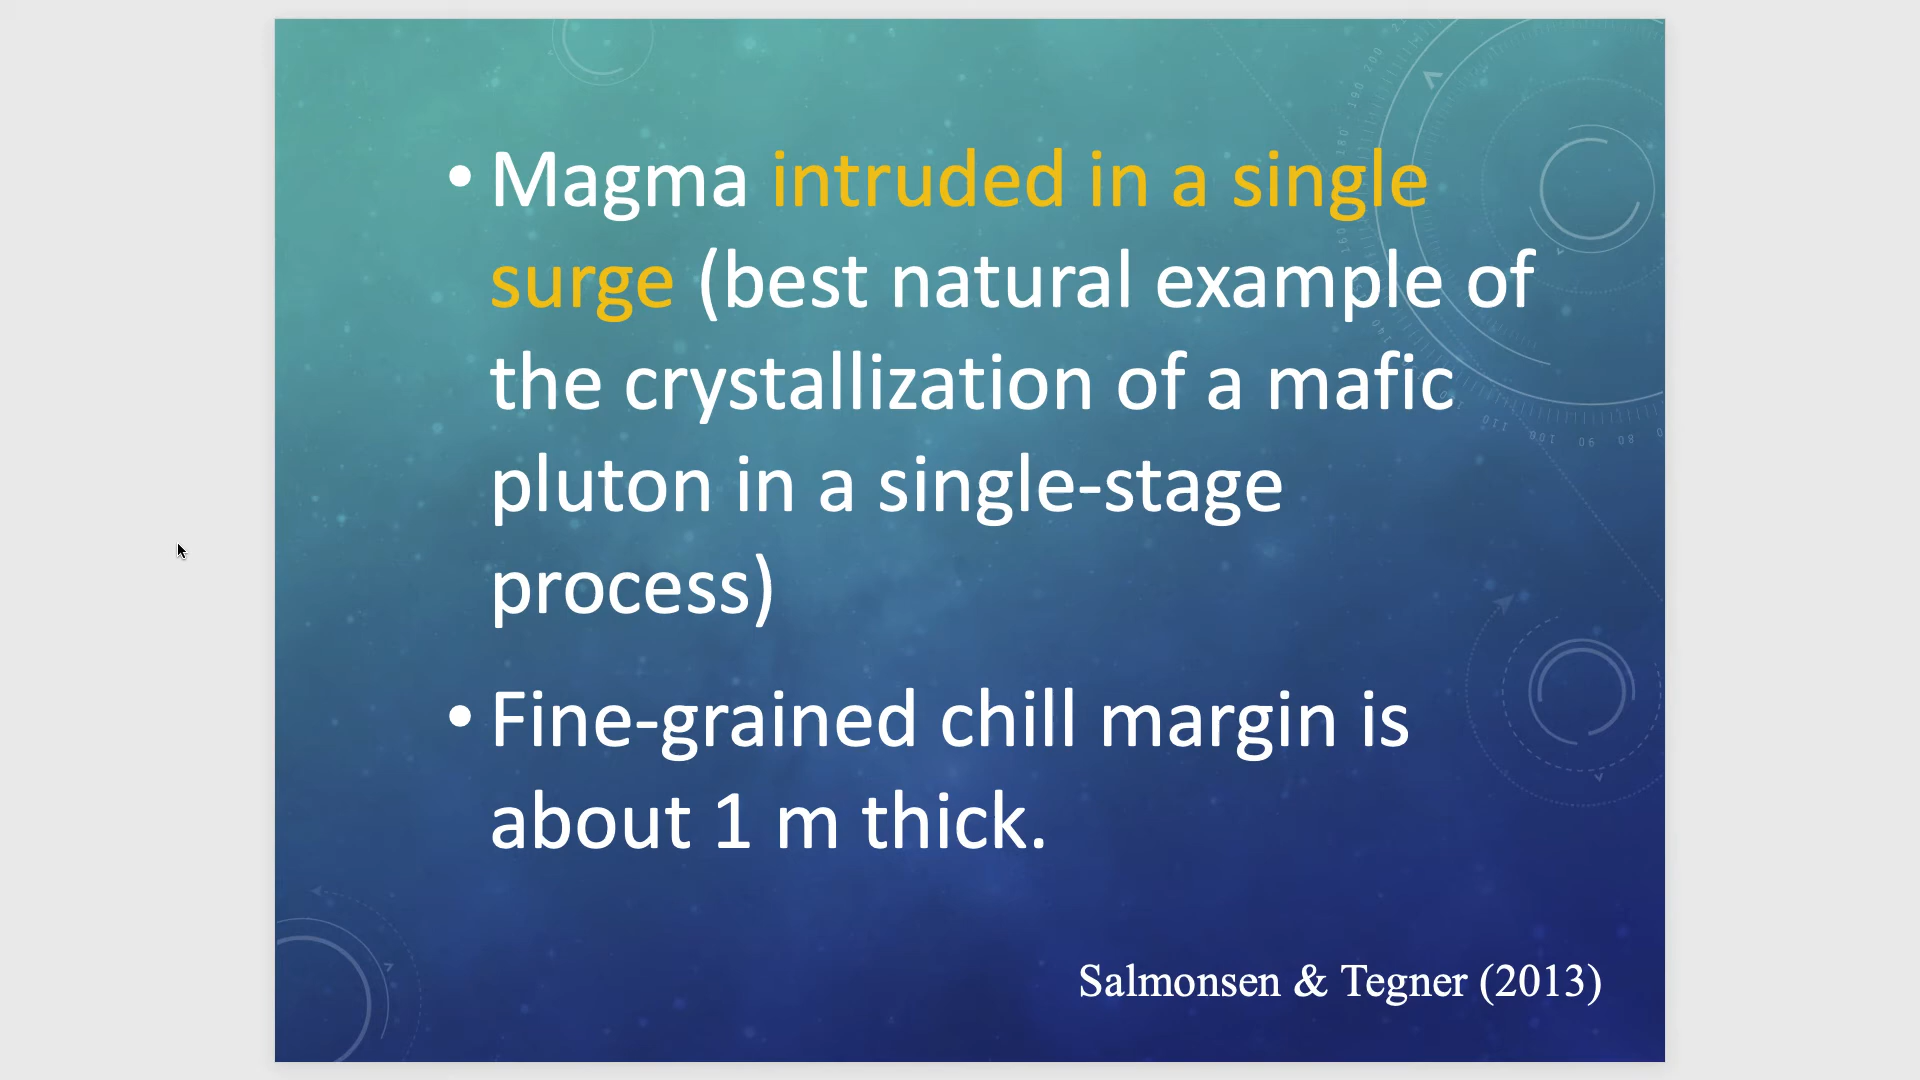 • Magma intruded in a single
surge (best natural example of
the crystallization of a mafic
pluton in a single-stage
process)
• Fine-grained chill margin is
about 1 m thick.
Salmonsen & Tegner (2013)